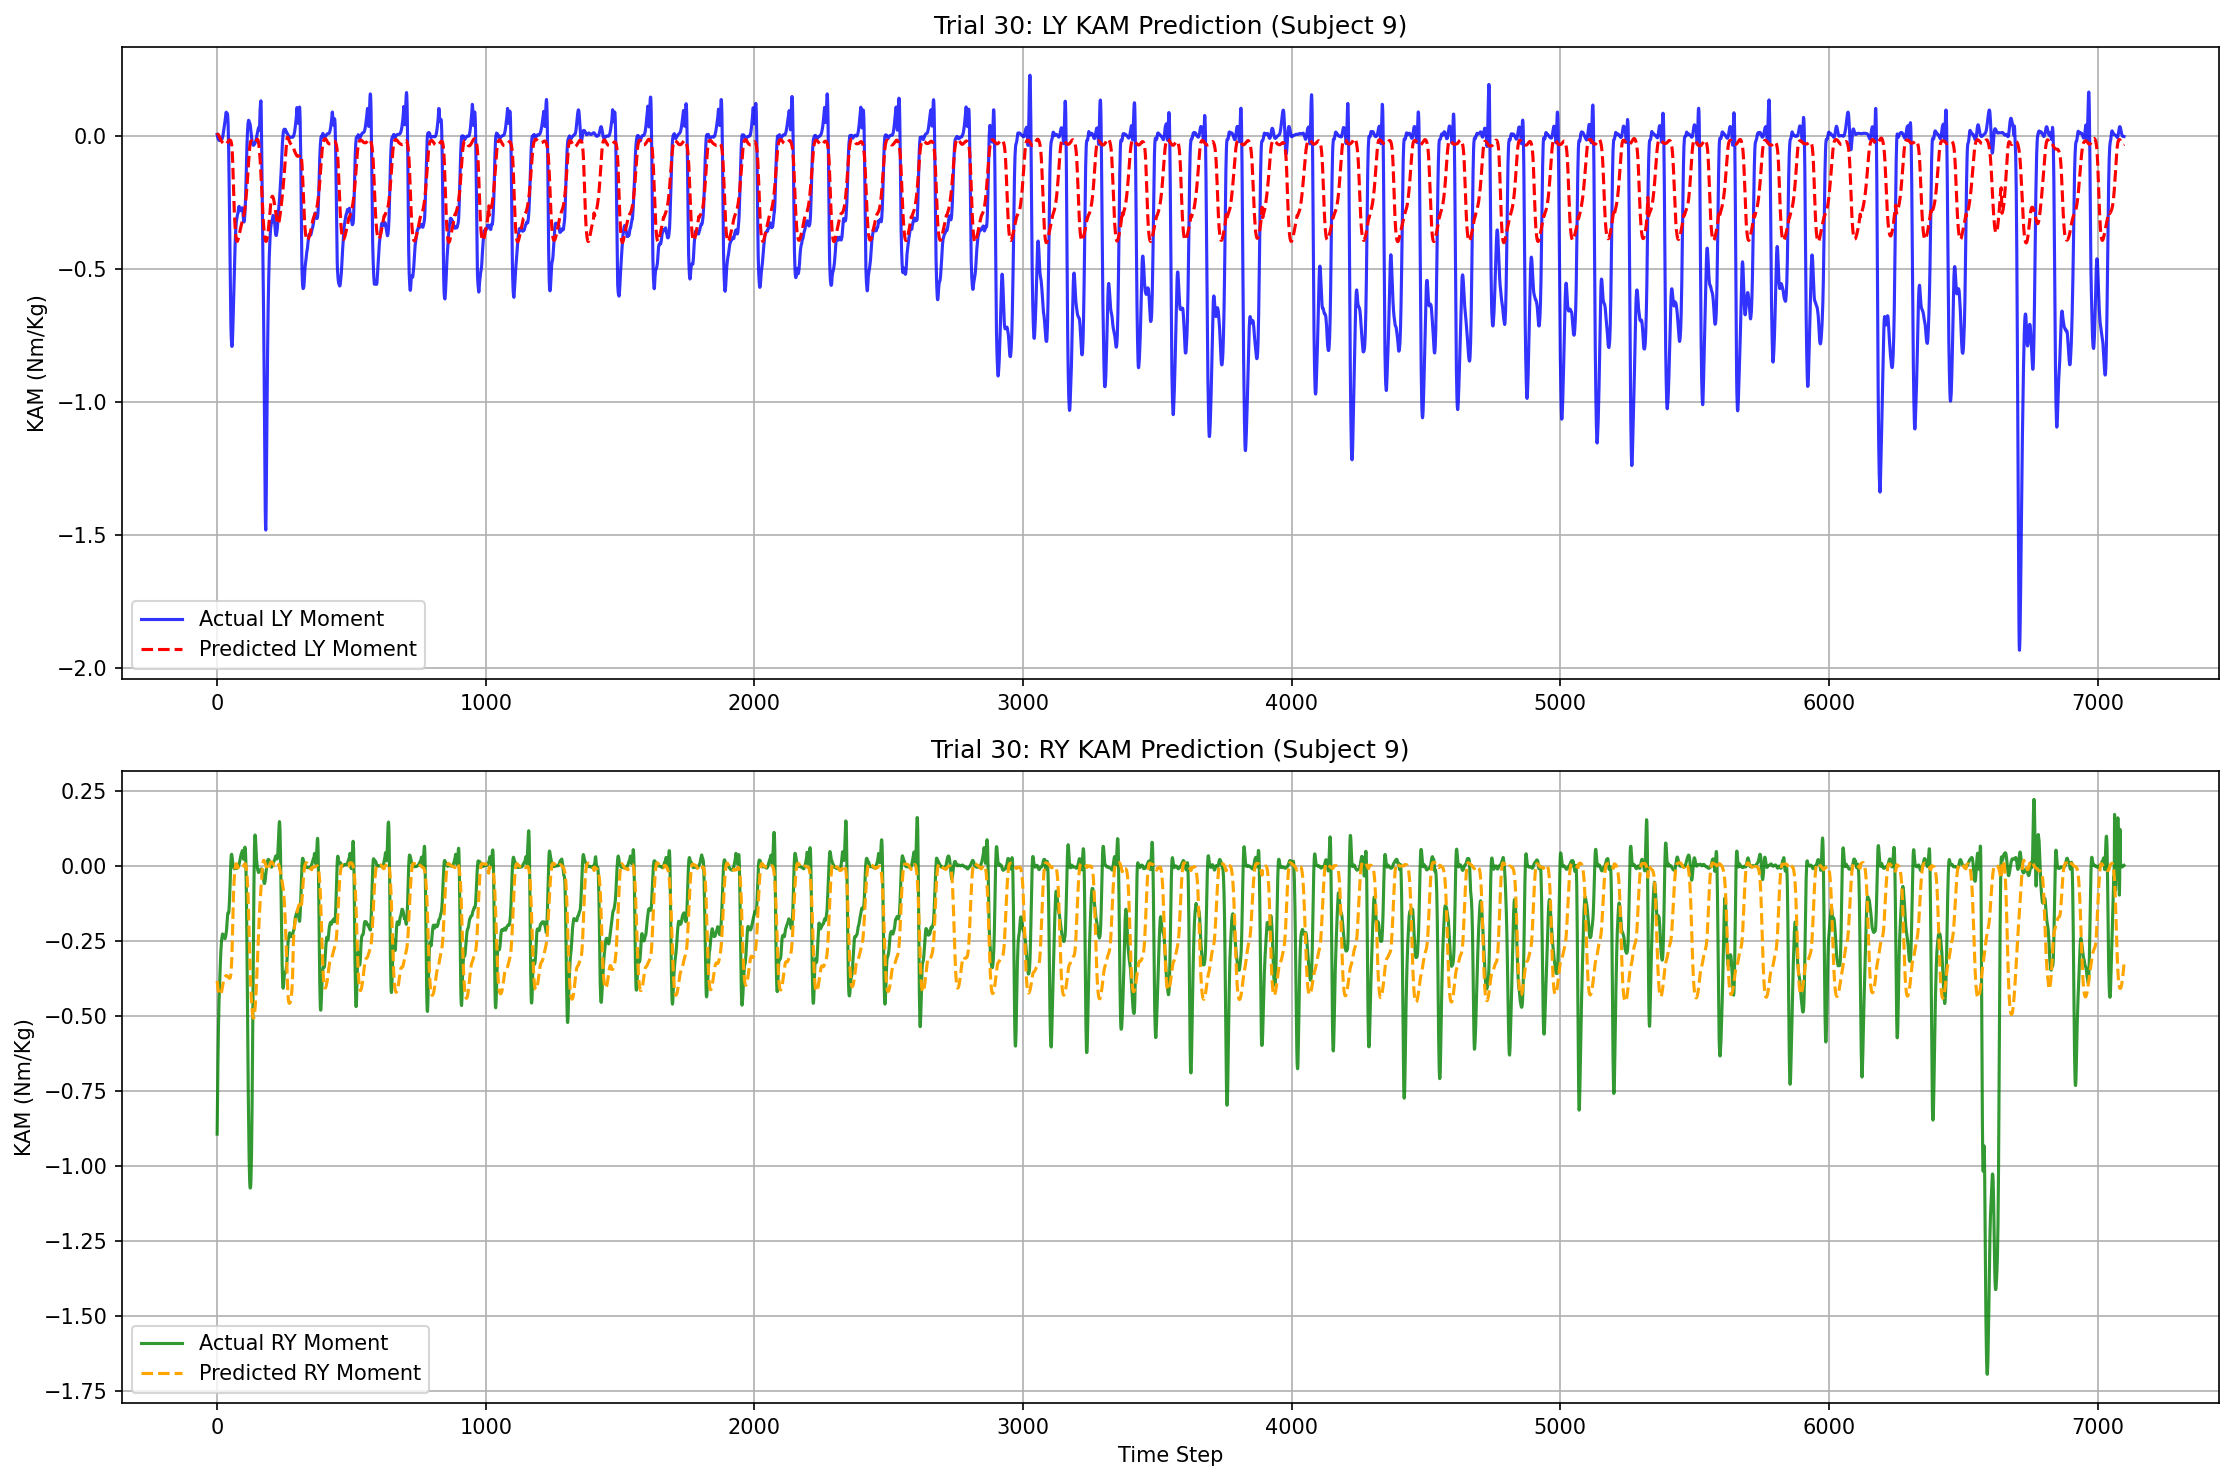 Trial 30: LY KAM Prediction (Subject 9)
KAM (Nm/Kg)
0.0
−0.5
−1.0
−1.5
−2.0
Actual LY Moment
Predicted LY Moment
0 1000 2000 3000 4000 5000 6000 7000
Trial 30: RY KAM Prediction (Subject 9)
KAM (Nm/Kg)
0.25
0.00
−0.25
−0.50
−0.75
−1.00
−1.25
−1.50
−1.75
Actual RY Moment
Predicted RY Moment
0 1000 2000 3000 4000 5000 6000 7000
Time Step